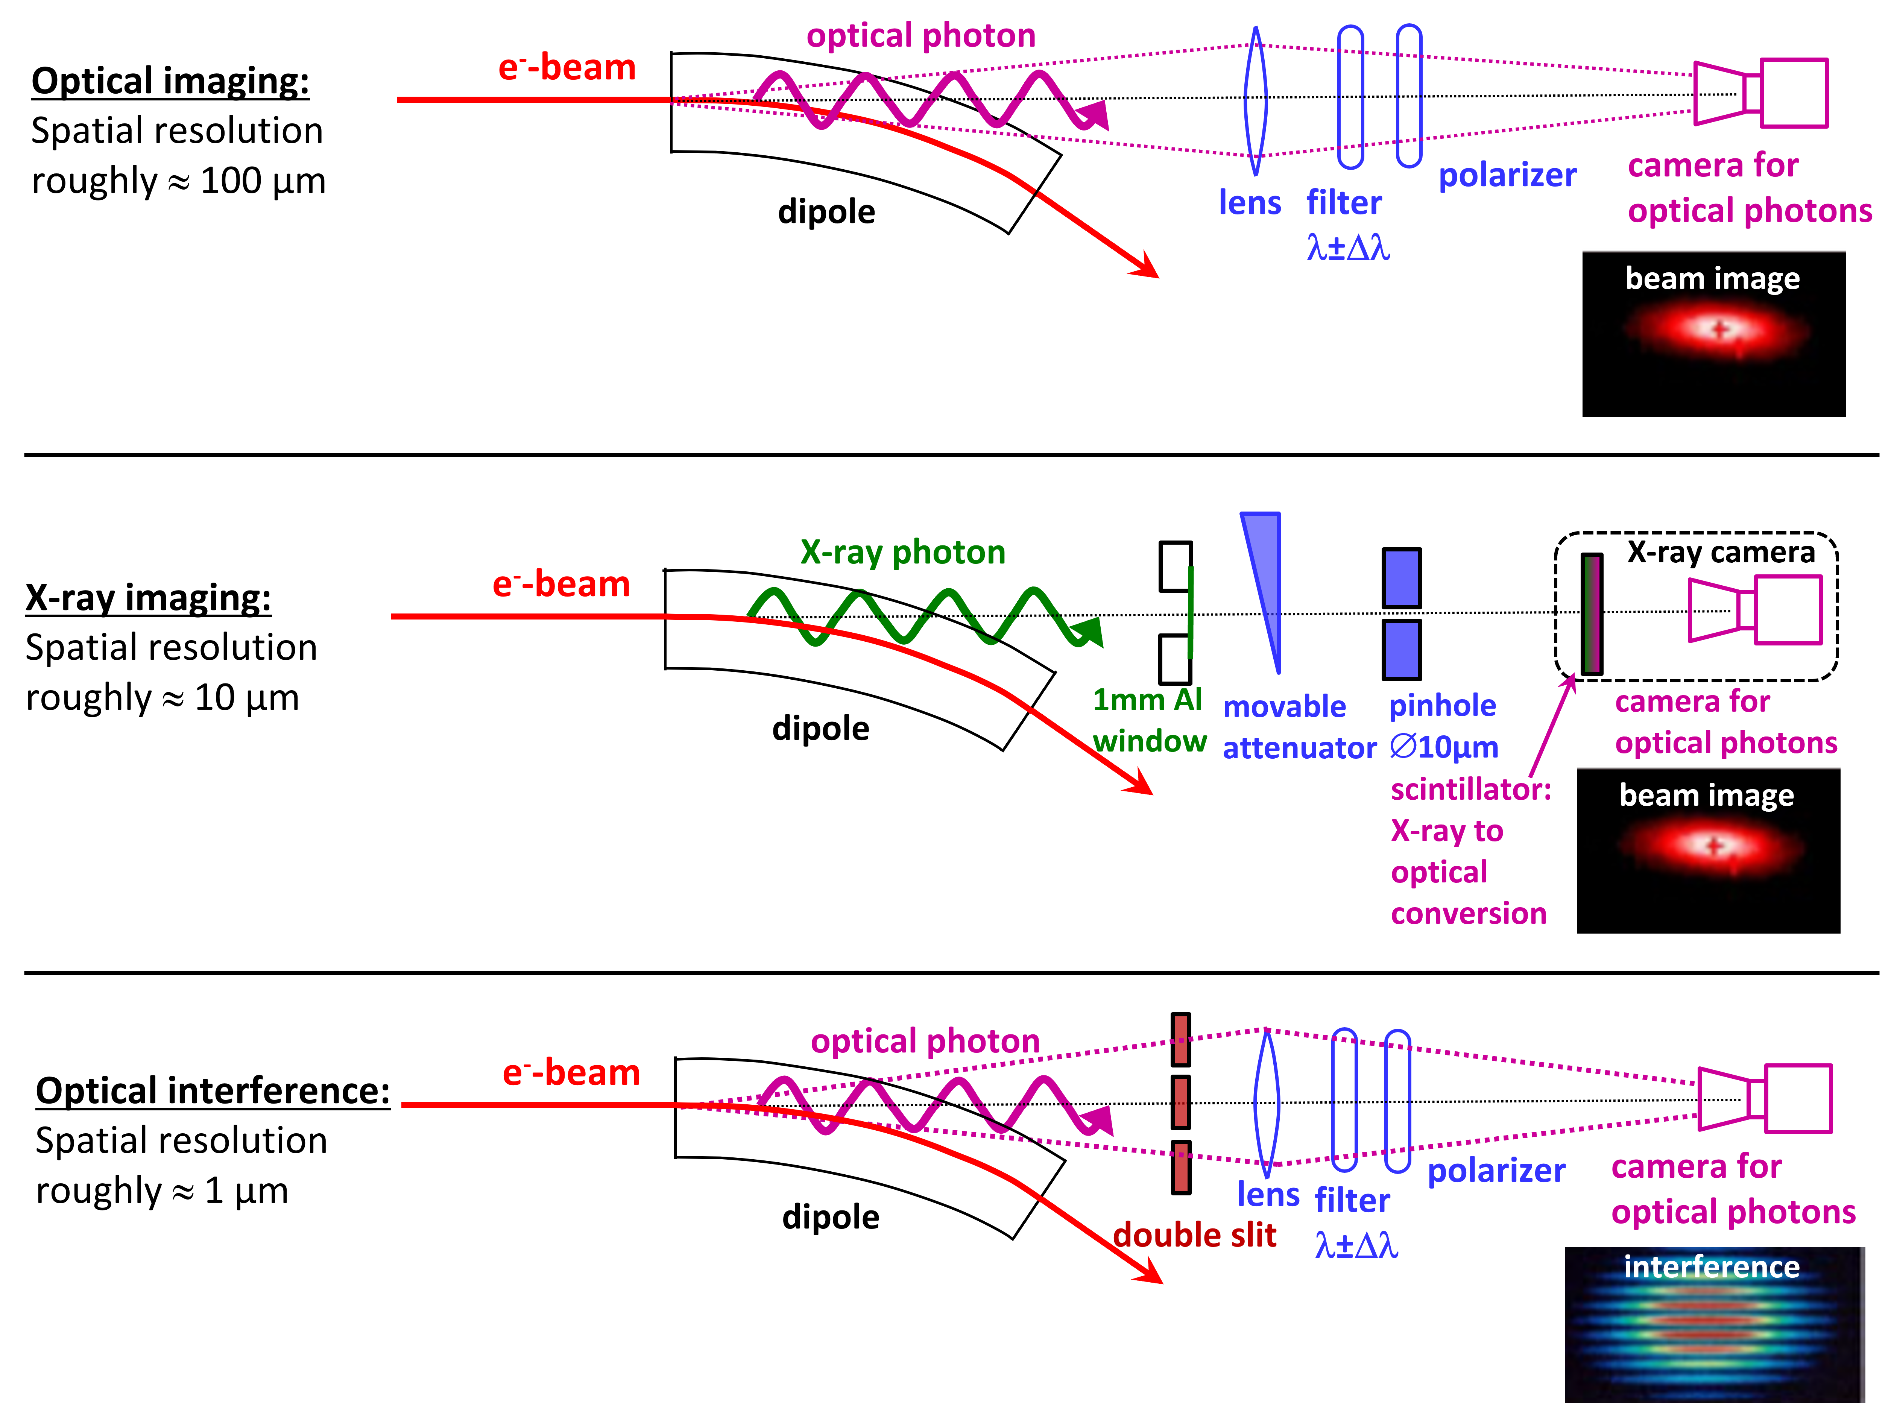 Optical imaging:
Spatial resolution
roughly ≈ 100 µm
e⁻-beam
optical photon
dipole
lens
filter
λ±Δλ
polarizer
camera for
optical photons
beam image
X-ray imaging:
Spatial resolution
roughly ≈ 10 µm
e⁻-beam
X-ray photon
dipole
1mm Al
window
movable
attenuator
pinhole
∅10µm
scintillator:
X-ray to
optical
conversion
X-ray camera
camera for
optical photons
beam image
Optical interference:
Spatial resolution
roughly ≈ 1 µm
e⁻-beam
optical photon
dipole
double slit
lens
filter
λ±Δλ
polarizer
camera for
optical photons
interference